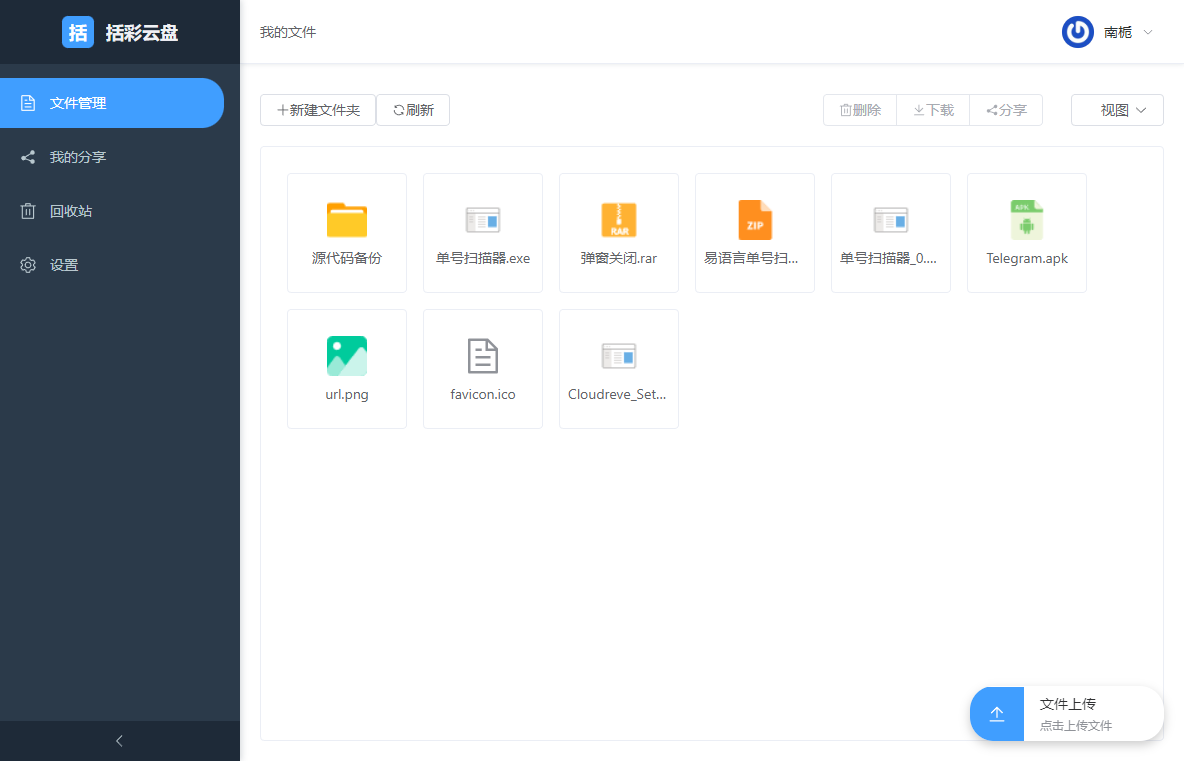 括 括彩云盘
我的文件
南栀
文件管理
我的分享
回收站
设置
新建文件夹 刷新
删除 下载 分享 视图
RAR ZIP APK
源代码备份 单号扫描器.exe 弹窗关闭.rar 易语言单号扫... 单号扫描器_0.... Telegram.apk
url.png favicon.ico Cloudreve_Set...
文件上传
点击上传文件